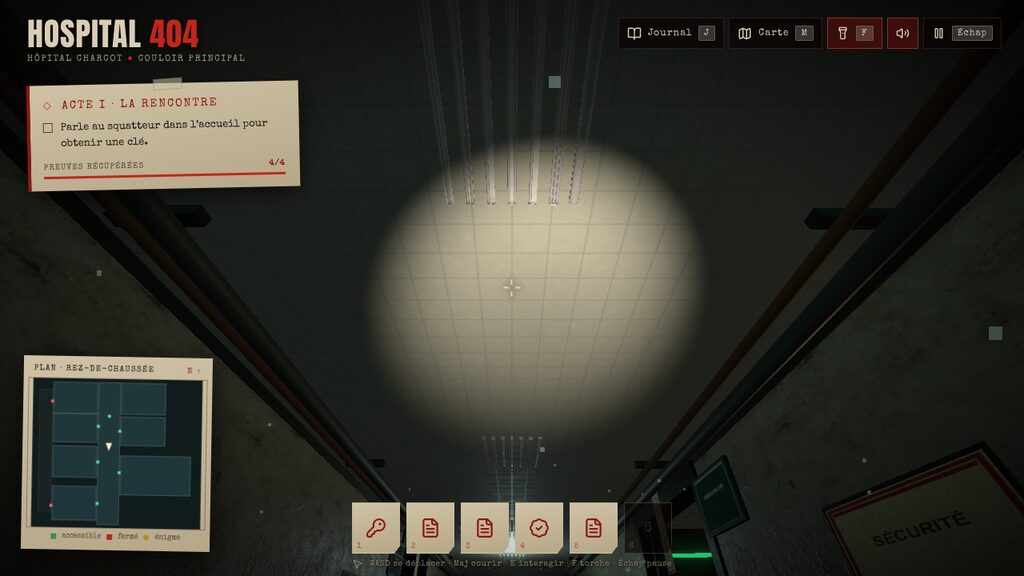 HOSPITAL 404
HÔPITAL CHARCOT • COULOIR PRINCIPAL
Journal J
Carte M
F
Échap
◇ ACTE I · LA RENCONTRE
Parle au squatteur dans l'accueil pour
obtenir une clé.
PREUVES RÉCUPÉRÉES 4/4
PLAN · REZ-DE-CHAUSSÉE N ↑
accessible fermé énigme
SÉCURITÉ
1 2 3 4 5 6
WASD se déplacer · Maj courir · E interagir · F torche · Échap pause